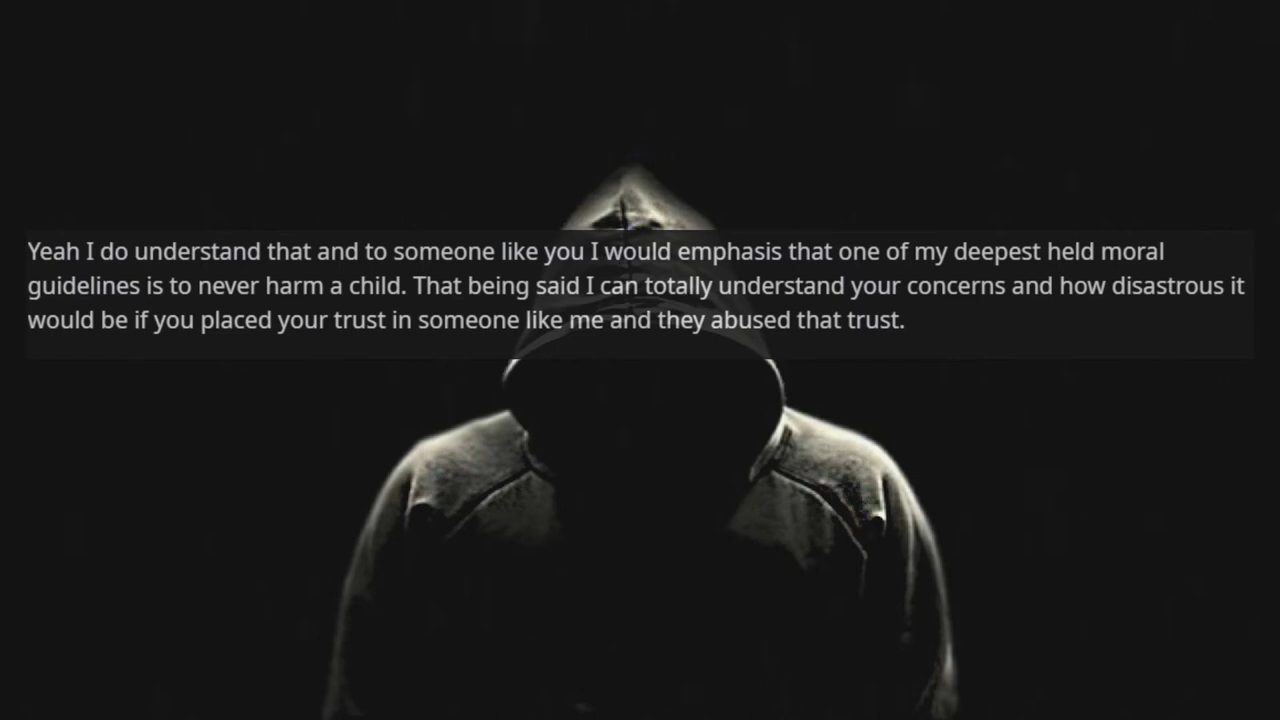 Yeah I do understand that and to someone like you I would emphasis that one of my deepest held moral
guidelines is to never harm a child. That being said I can totally understand your concerns and how disastrous it
would be if you placed your trust in someone like me and they abused that trust.